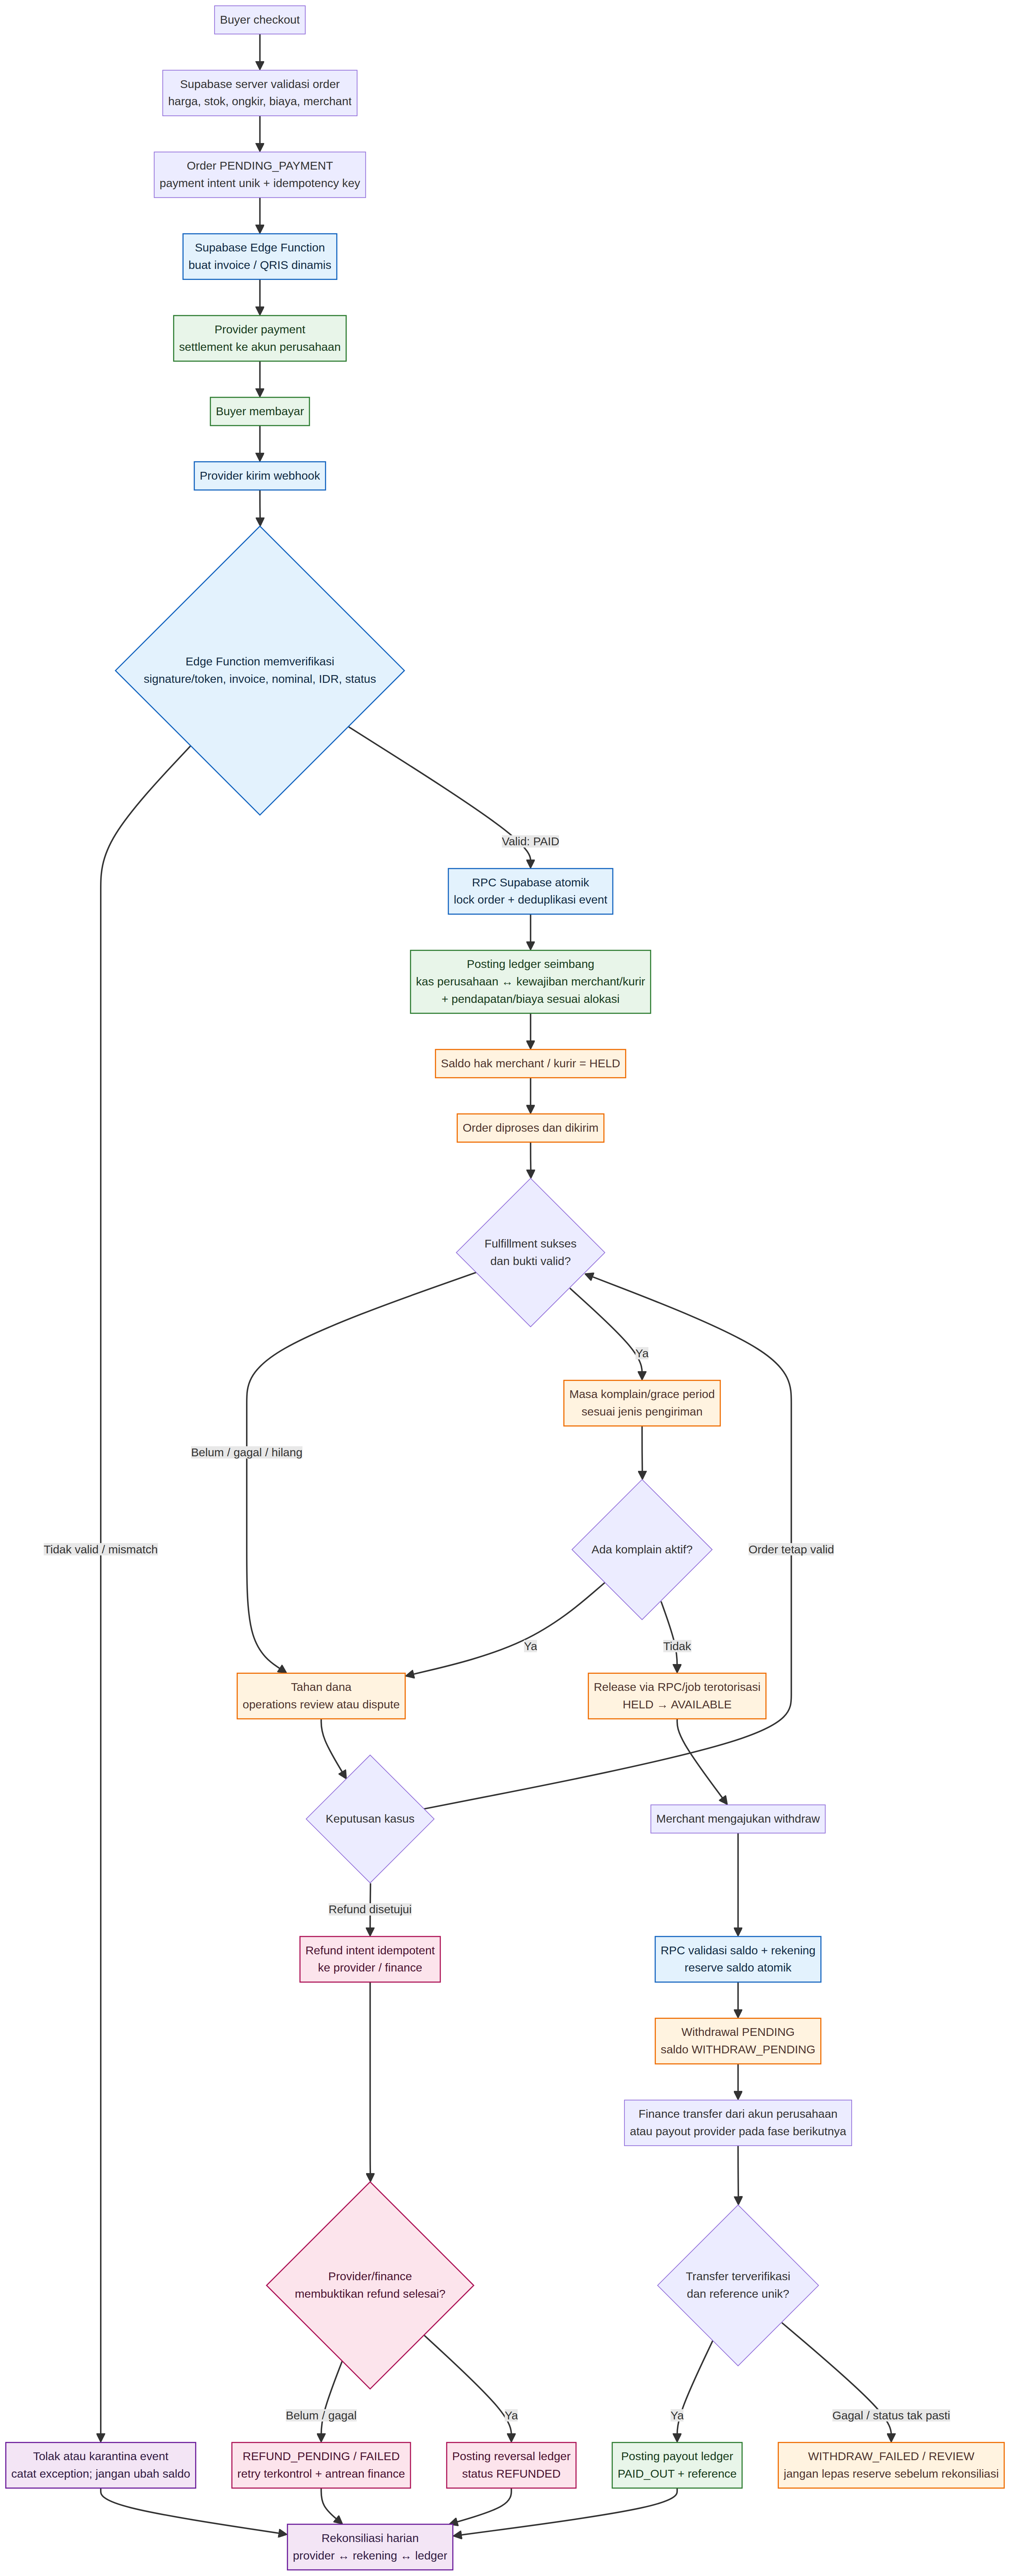 Buyer checkout
Supabase server validasi order
harga, stok, ongkir, biaya, merchant
Order PENDING_PAYMENT
payment intent unik + idempotency key
Supabase Edge Function
buat invoice / QRIS dinamis
Provider payment
settlement ke akun perusahaan
Buyer membayar
Provider kirim webhook
Edge Function memverifikasi
signature/token, invoice, nominal, IDR, status
Valid: PAID
RPC Supabase atomik
lock order + deduplikasi event
Posting ledger seimbang
kas perusahaan ↔ kewajiban merchant/kurir
+ pendapatan/biaya sesuai alokasi
Saldo hak merchant / kurir = HELD
Order diproses dan dikirim
Fulfillment sukses
dan bukti valid?
Ya
Masa komplain/grace period
sesuai jenis pengiriman
Belum / gagal / hilang
Tidak valid / mismatch
Ada komplain aktif?
Order tetap valid
Ya
Tidak
Tahan dana
operations review atau dispute
Release via RPC/job terotorisasi
HELD → AVAILABLE
Keputusan kasus
Merchant mengajukan withdraw
Refund disetujui
Refund intent idempotent
ke provider / finance
RPC validasi saldo + rekening
reserve saldo atomik
Withdrawal PENDING
saldo WITHDRAW_PENDING
Finance transfer dari akun perusahaan
atau payout provider pada fase berikutnya
Provider/finance
membuktikan refund selesai?
Transfer terverifikasi
dan reference unik?
Belum / gagal
Ya
Ya
Gagal / status tak pasti
Tolak atau karantina event
catat exception; jangan ubah saldo
REFUND_PENDING / FAILED
retry terkontrol + antrean finance
Posting reversal ledger
status REFUNDED
Posting payout ledger
PAID_OUT + reference
WITHDRAW_FAILED / REVIEW
jangan lepas reserve sebelum rekonsiliasi
Rekonsiliasi harian
provider ↔ rekening ↔ ledger